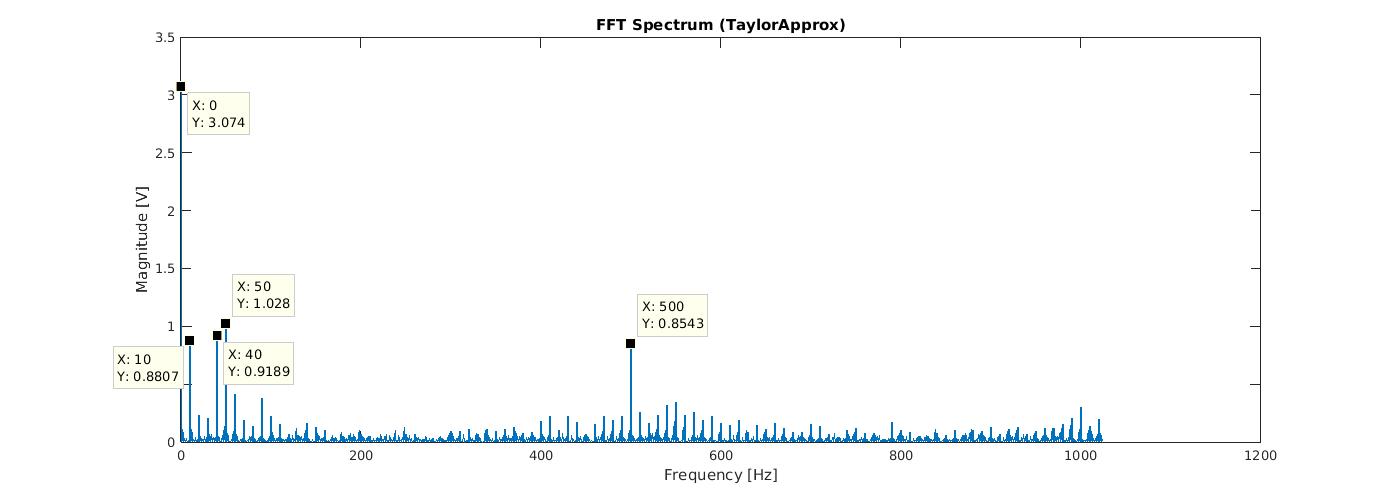 FFT Spectrum (TaylorApprox)
3.5
3
2.5
2
1.5
1
0
Magnitude [V]
X: 0
Y: 3.074
X: 50
Y: 1.028
X: 10
Y: 0.8807
X: 40
Y: 0.9189
X: 500
Y: 0.8543
0
200
400
600
800
1000
1200
Frequency [Hz]